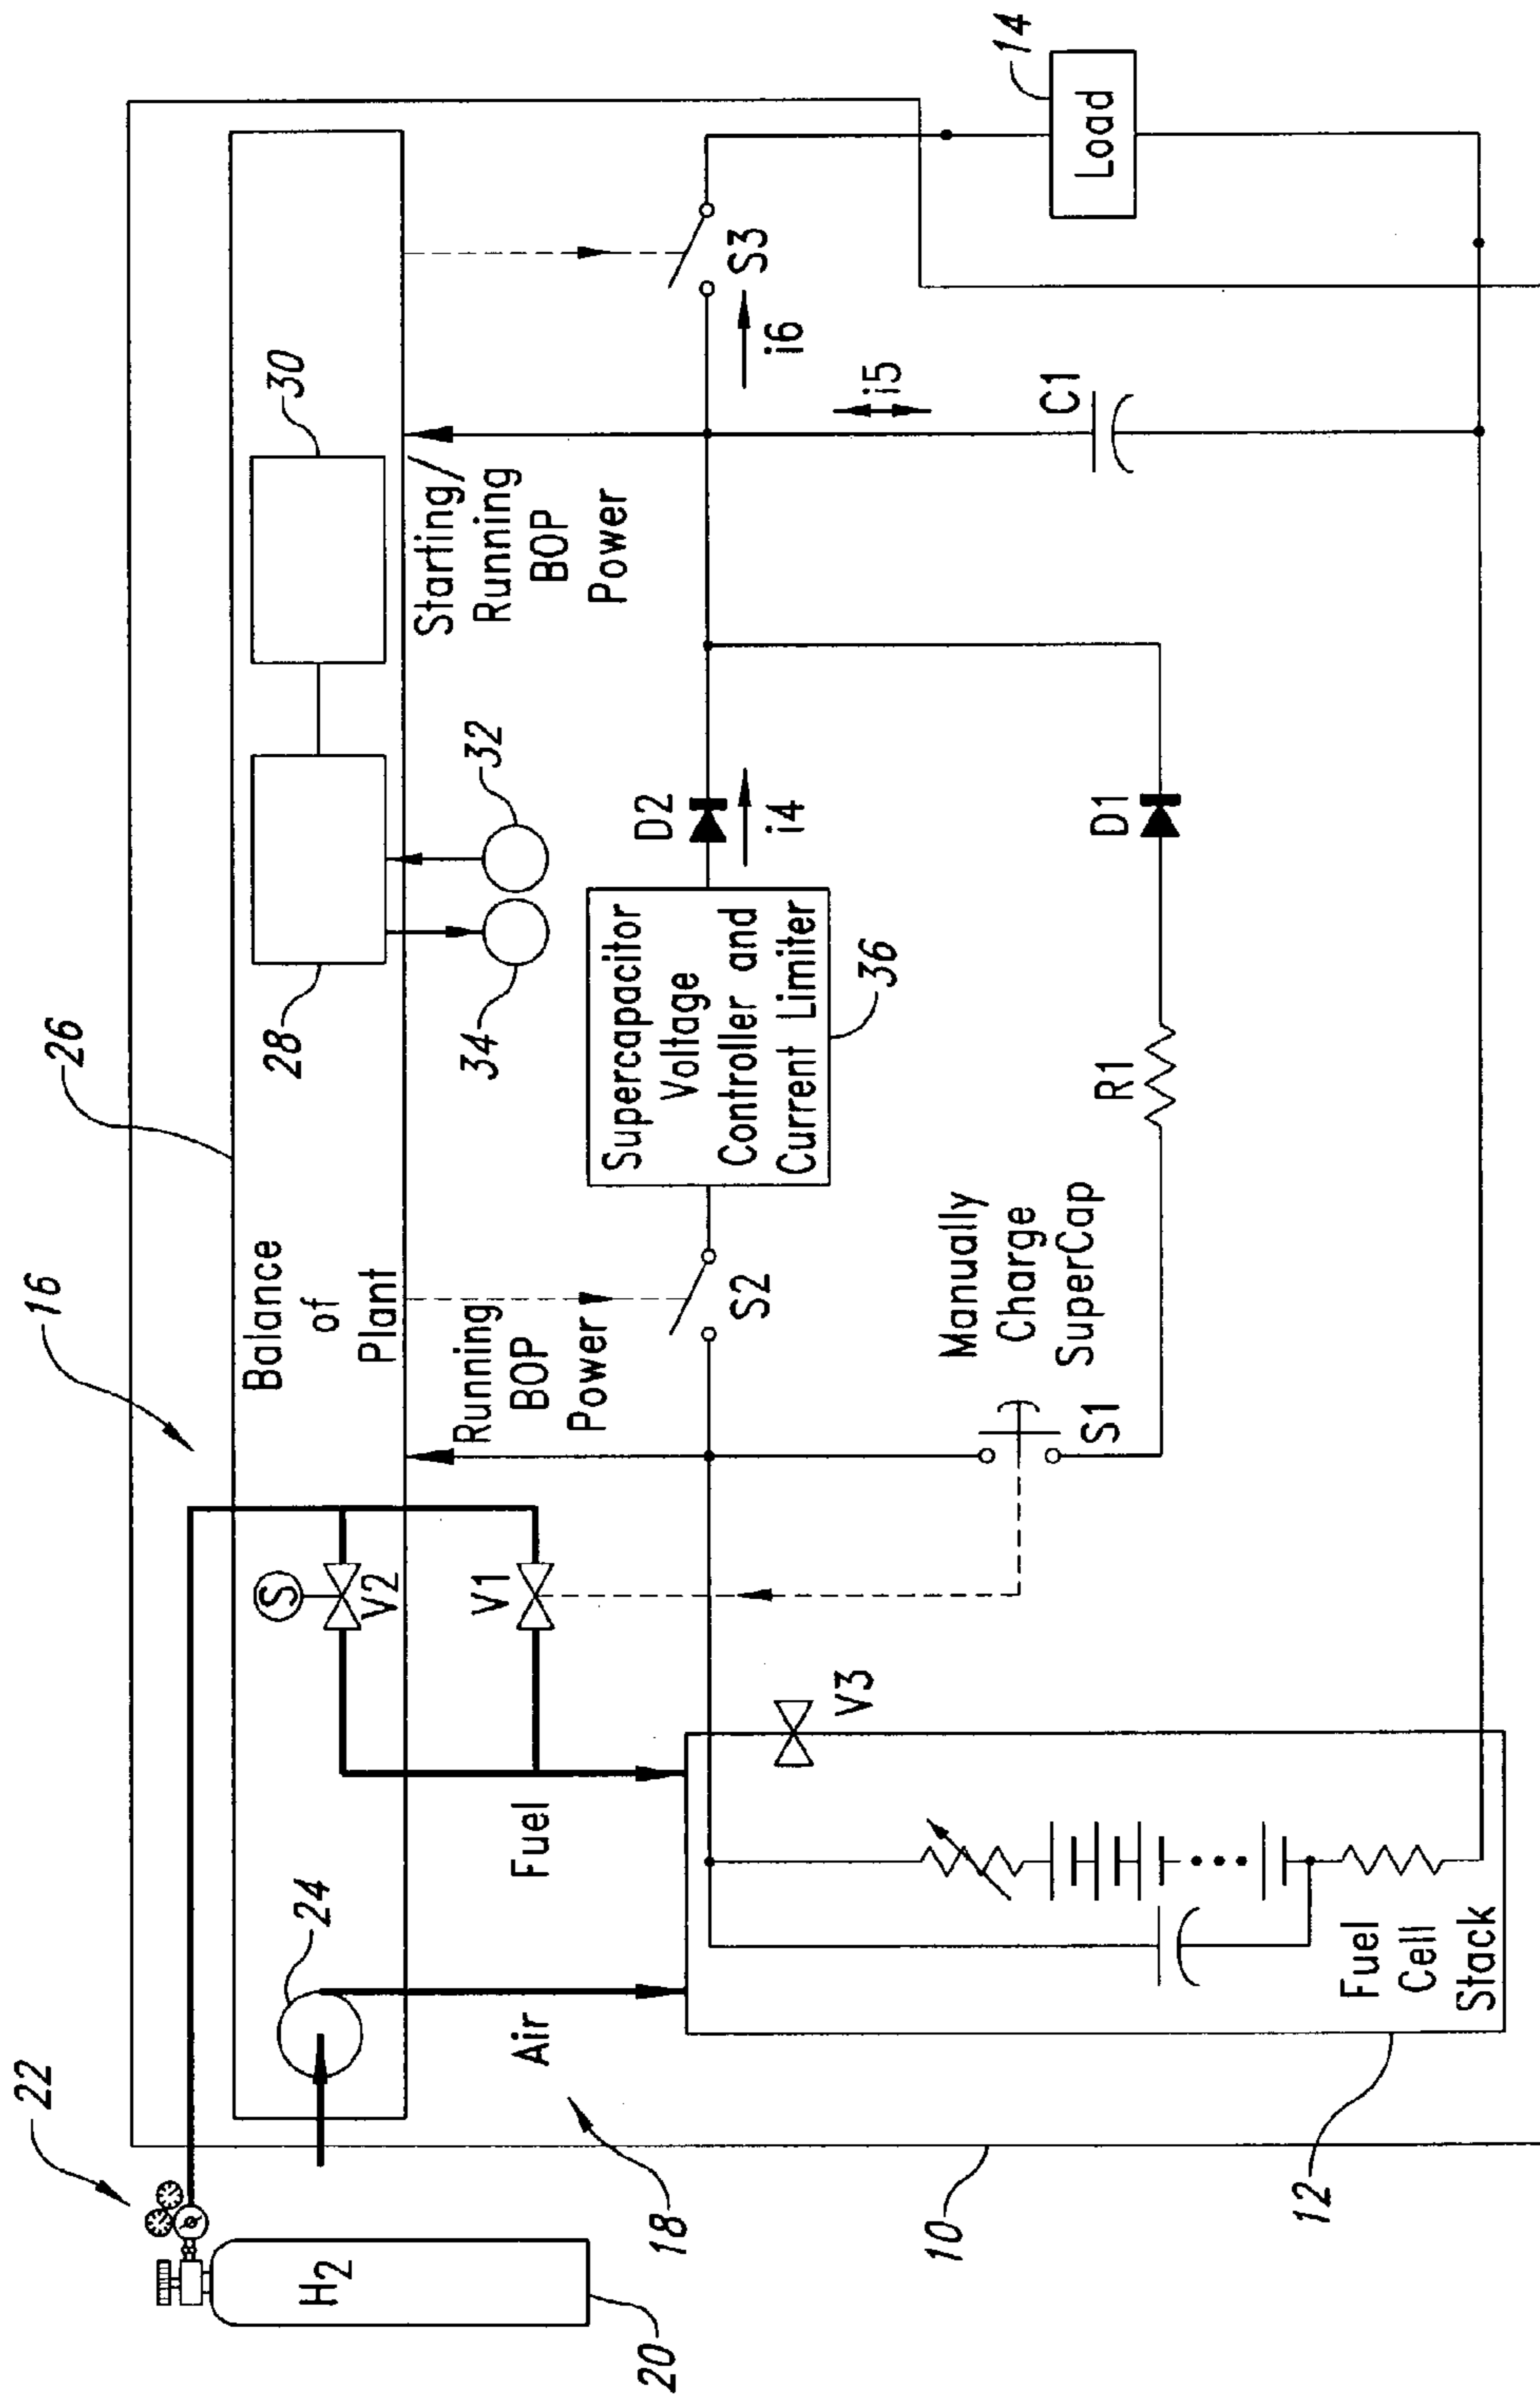 22
16
26
24
30
S
V2
Balance
of
Plant
28
32
34
H2
20
18
Air
Fuel
V1
Running
BOP
Power
Starting/
Running
BOP
Power
V3
S2
Supercapacitor
Voltage
Controller and
Current Limiter
36
D2
i4
i5
i6
S3
14
Load
Manually
Charge
SuperCap
S1
R1
D1
C1
Fuel
Cell
Stack
10
12